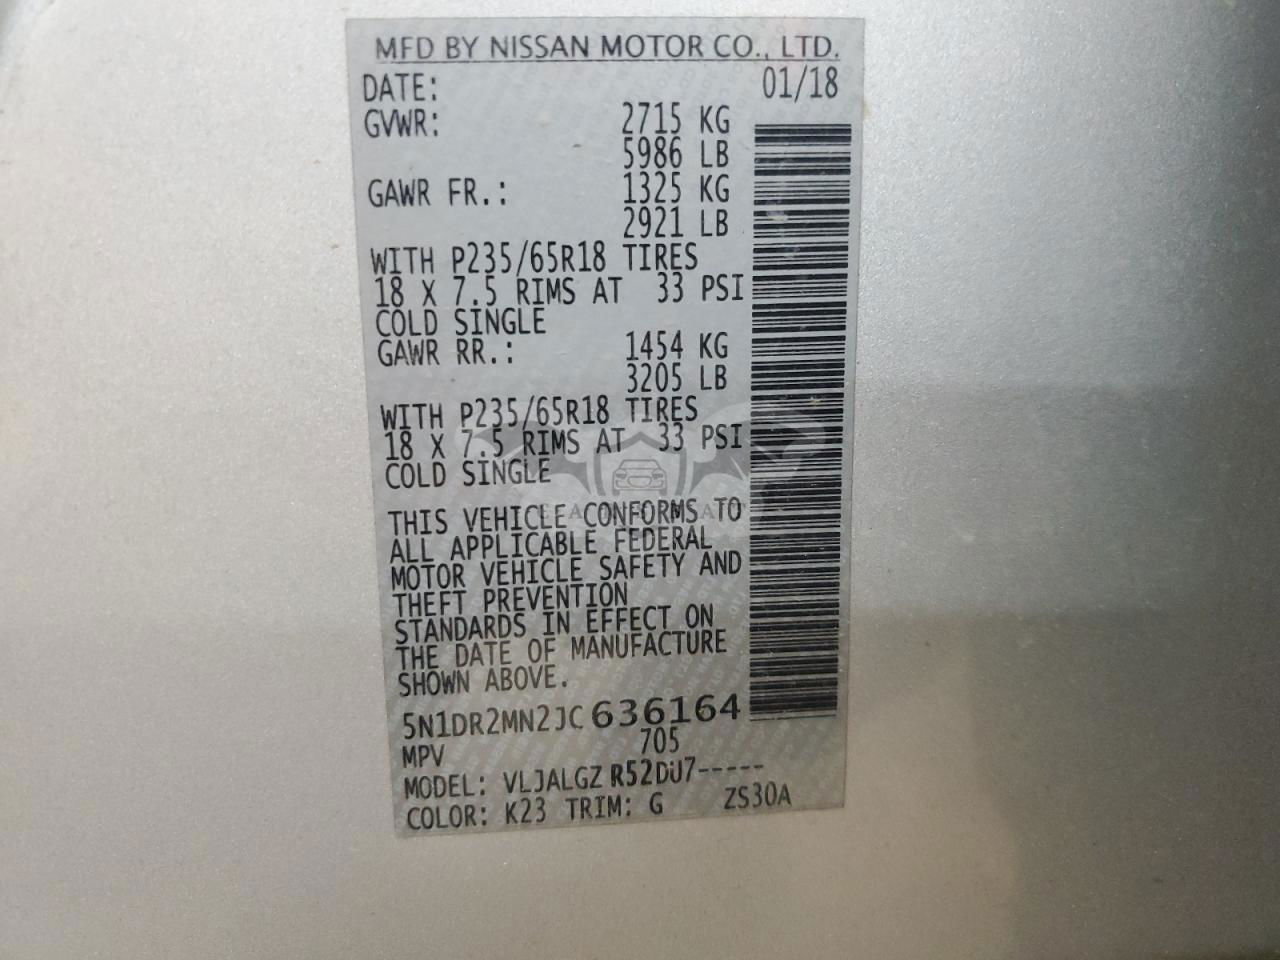 MFD BY NISSAN MOTOR CO., LTD.
DATE: 01/18
GVWR: 2715 KG
5986 LB
GAWR FR.: 1325 KG
2921 LB
WITH P235/65R18 TIRES
18 X 7.5 RIMS AT 33 PSI
COLD SINGLE
GAWR RR.: 1454 KG
3205 LB
WITH P235/65R18 TIRES
18 X 7.5 RIMS AT 33 PSI
COLD SINGLE
THIS VEHICLE CONFORMS TO
ALL APPLICABLE FEDERAL
MOTOR VEHICLE SAFETY AND
THEFT PREVENTION
STANDARDS IN EFFECT ON
THE DATE OF MANUFACTURE
SHOWN ABOVE.
5N1DR2MN2JC636164
MPV 705
MODEL: VLJALGZ R52DU7-----
COLOR: K23 TRIM: G ZS30A